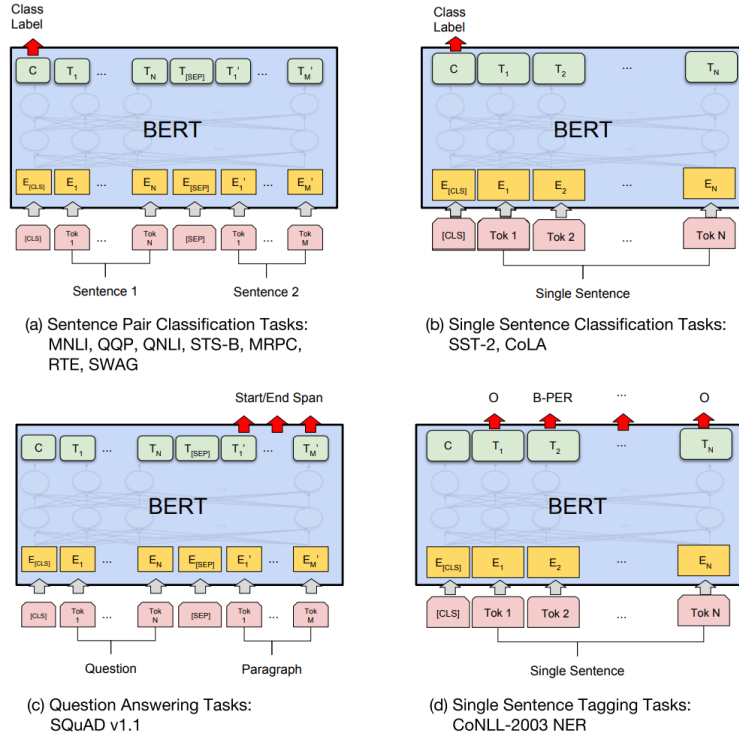 Class
Label
C T1 ... TN T[SEP] T1' ... TM'
...
BERT
...
E[CLS] E1 ... EN E[SEP] E1' ... EM'
[CLS] Tok 1 ... Tok N [SEP] Tok 1 ... Tok M
Sentence 1 Sentence 2
(a) Sentence Pair Classification Tasks:
MNLI, QQP, QNLI, STS-B, MRPC,
RTE, SWAG
Class
Label
C T1 T2 ... TN
...
BERT
...
E[CLS] E1 E2 ... EN
[CLS] Tok 1 Tok 2 ... Tok N
Single Sentence
(b) Single Sentence Classification Tasks:
SST-2, CoLA
Start/End Span
C T1 ... TN T[SEP] T1' ... TM'
...
BERT
...
E[CLS] E1 ... EN E[SEP] E1' ... EM'
[CLS] Tok 1 ... Tok N [SEP] Tok 1 ... Tok M
Question Paragraph
(c) Question Answering Tasks:
SQuAD v1.1
O B-PER ... O
C T1 T2 ... TN
...
BERT
...
E[CLS] E1 E2 ... EN
[CLS] Tok 1 Tok 2 ... Tok N
Single Sentence
(d) Single Sentence Tagging Tasks:
CoNLL-2003 NER